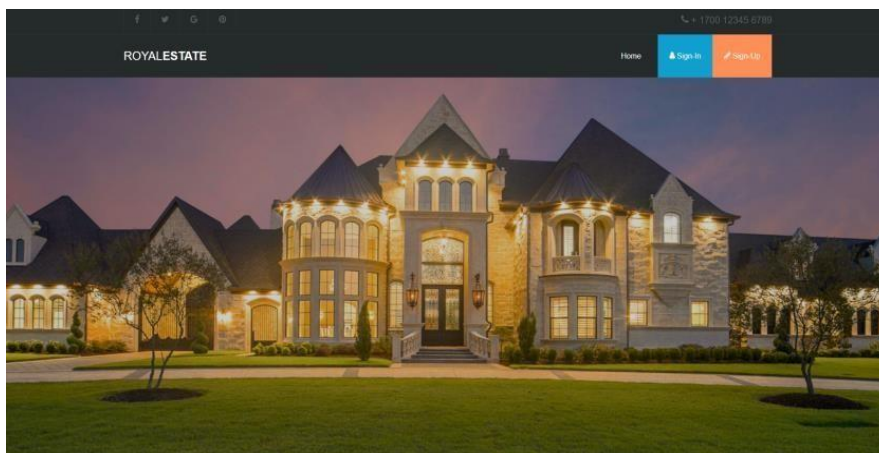 + 1700 12345 6789
ROYALESTATE
Home
Sign-In
Sign-Up